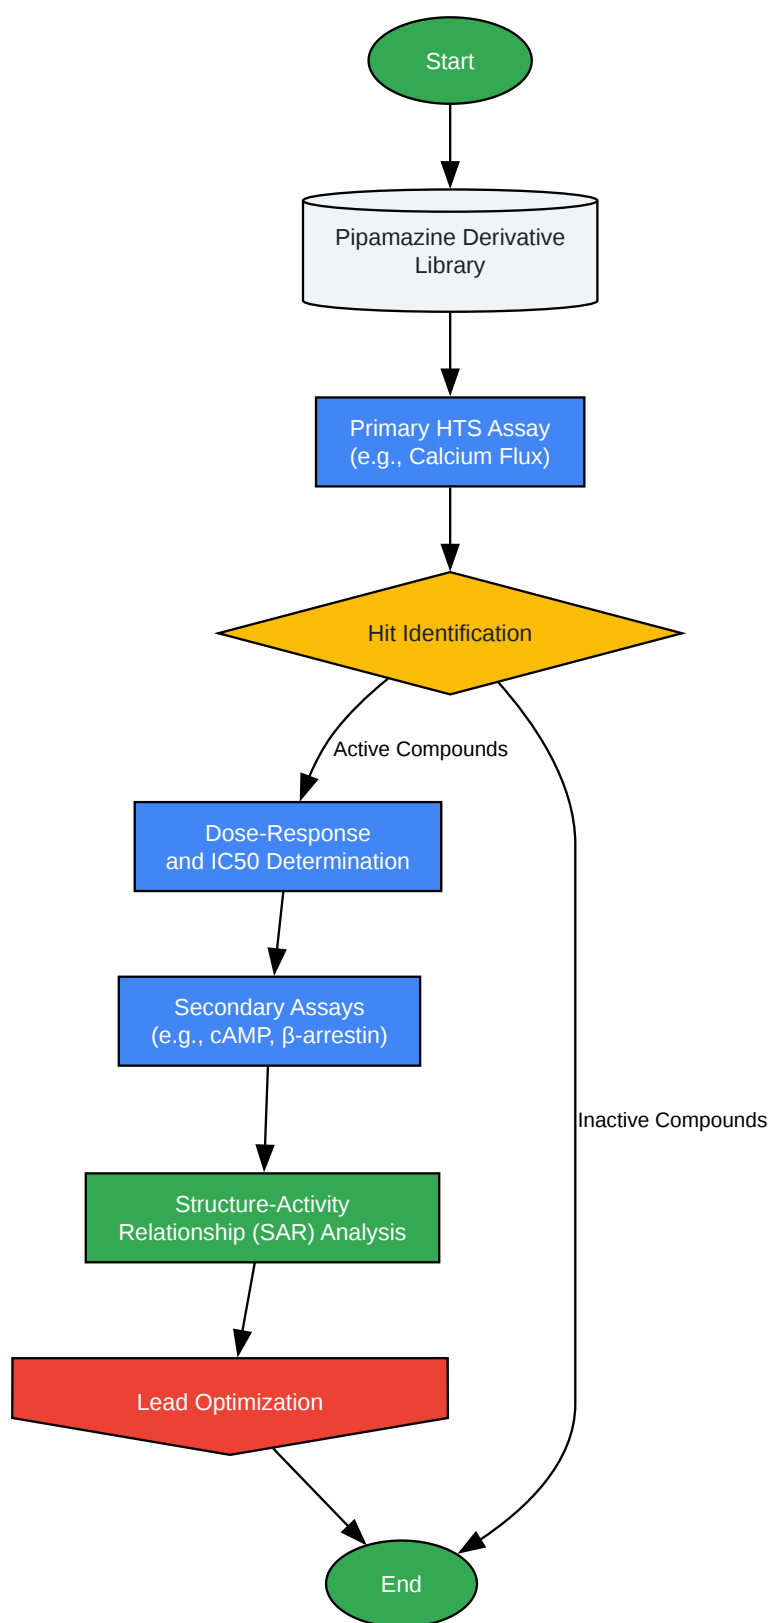 Start
Pipamazine Derivative
Library
Primary HTS Assay
(e.g., Calcium Flux)
Hit Identification
Active Compounds
Dose-Response
and IC50 Determination
Secondary Assays
(e.g., cAMP, β-arrestin)
Inactive Compounds
Structure-Activity
Relationship (SAR) Analysis
Lead Optimization
End